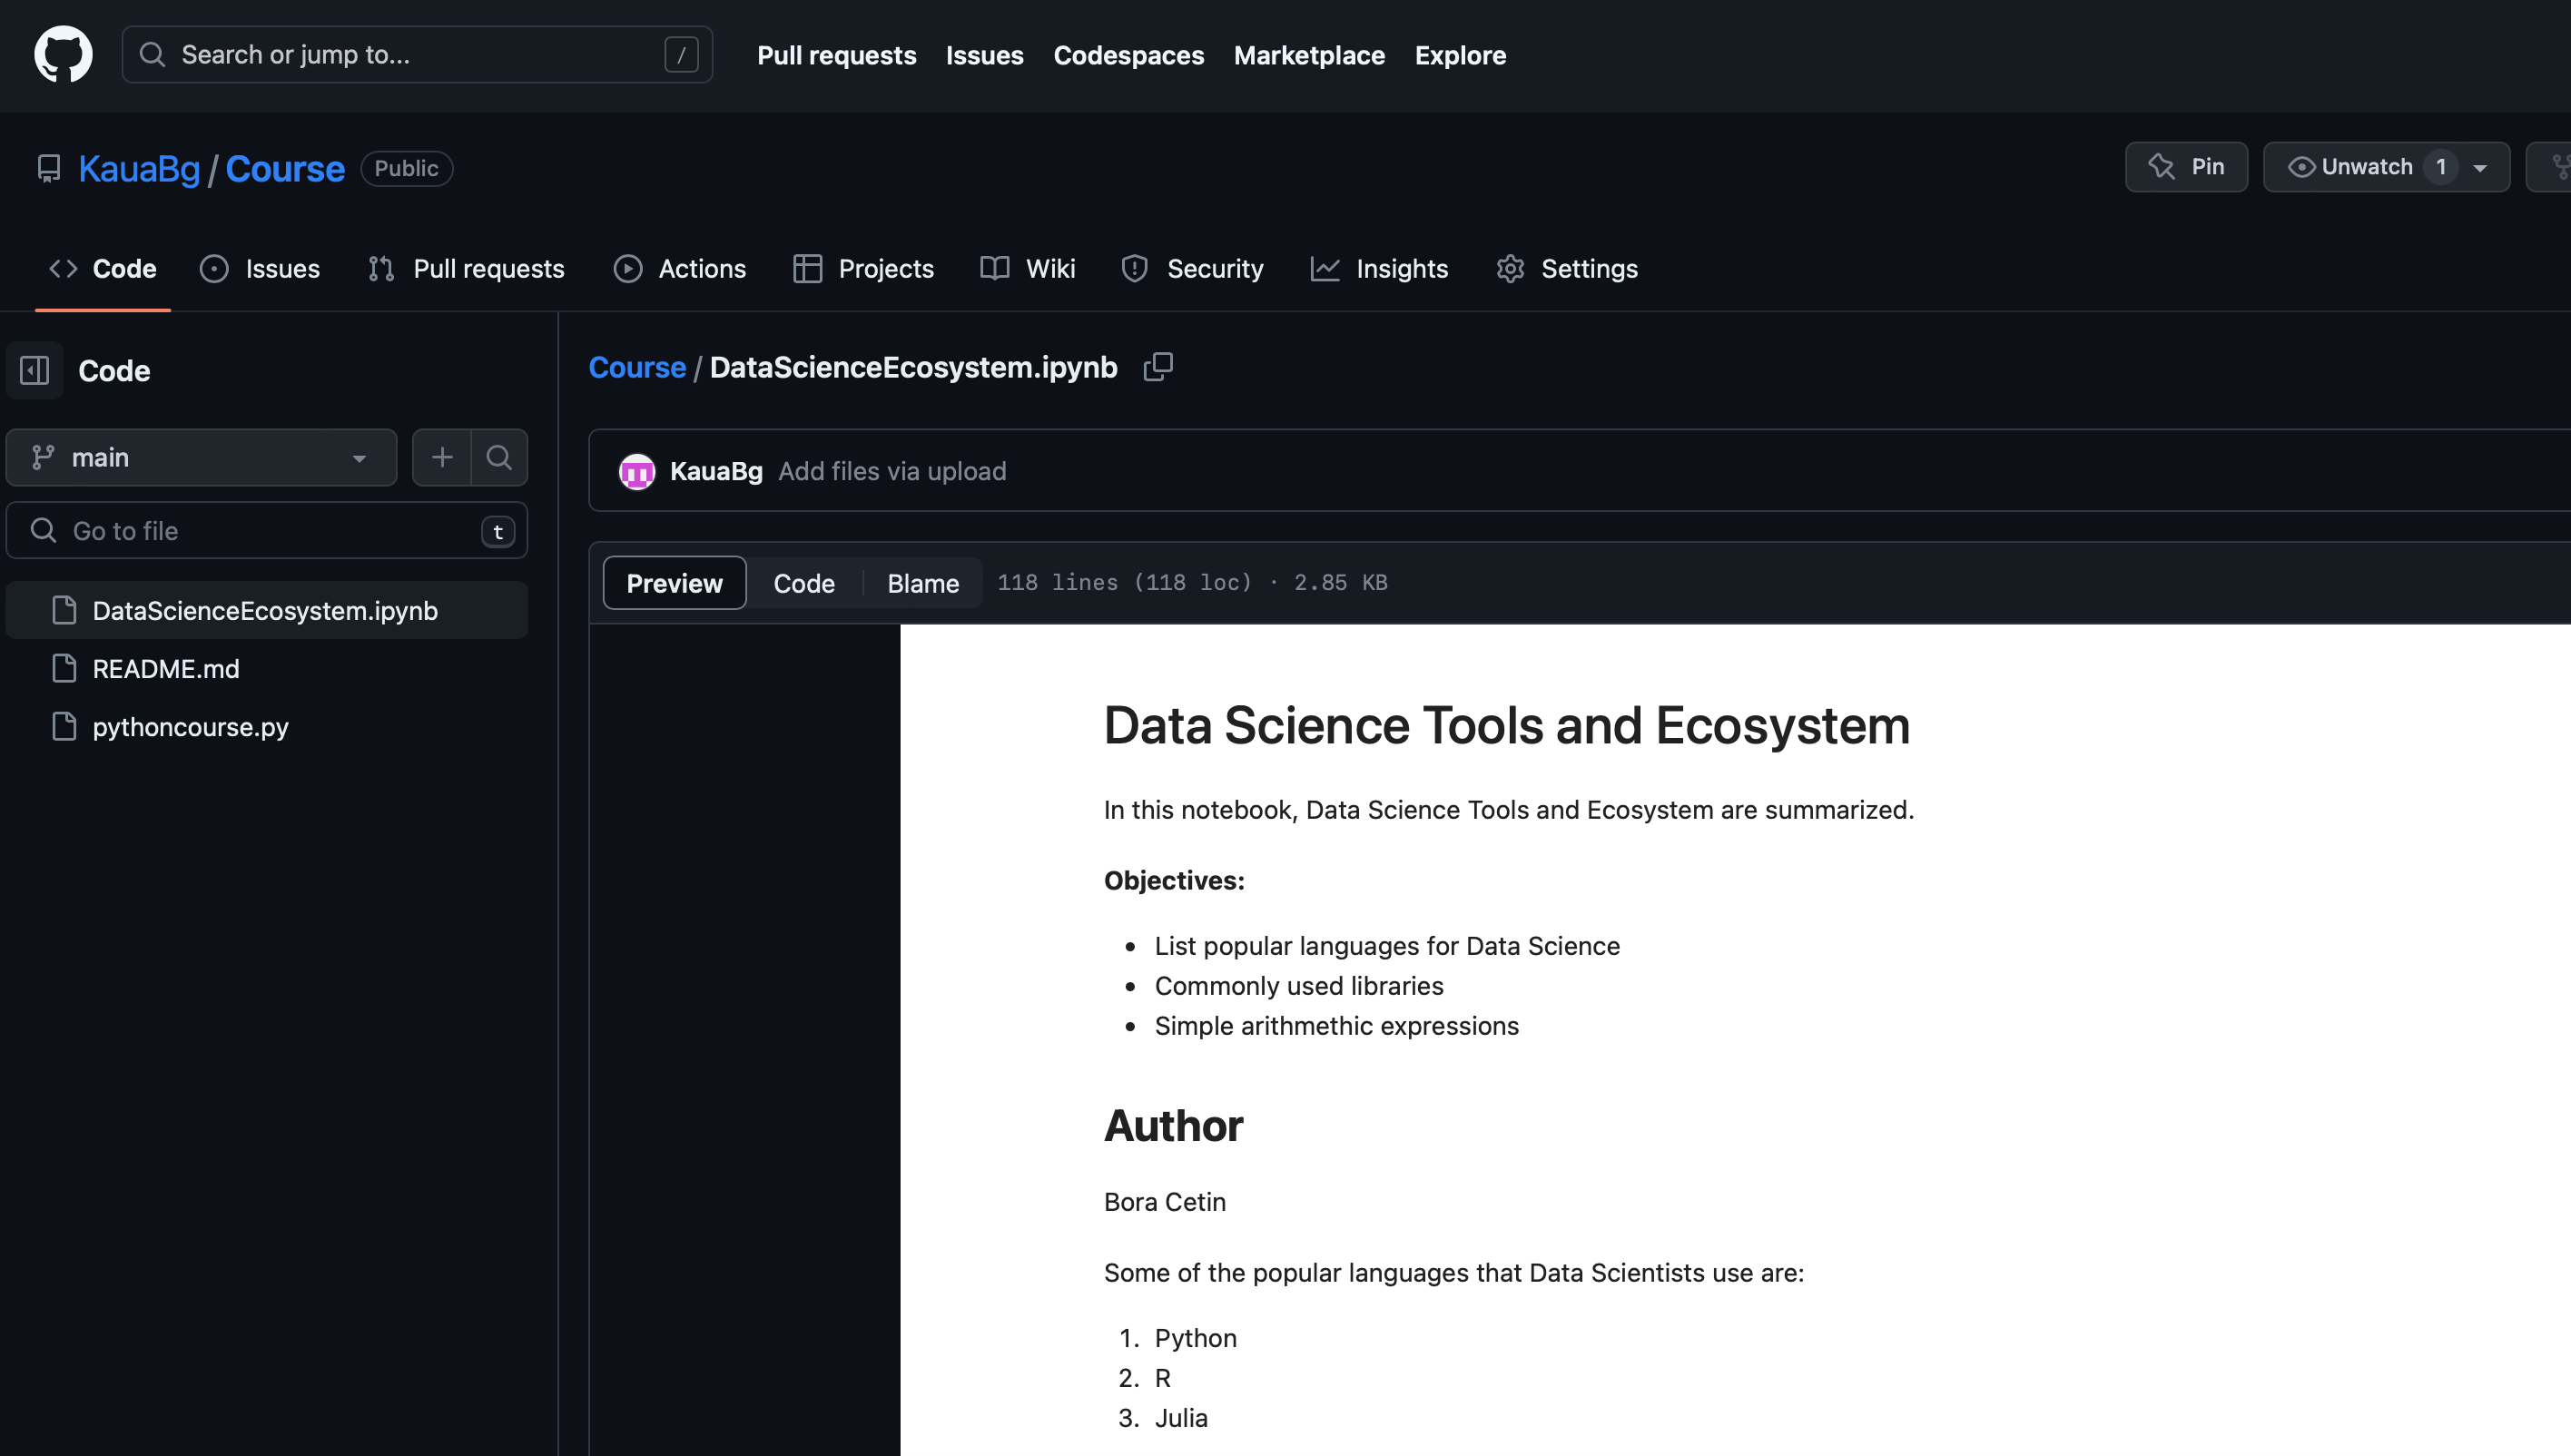 Search or jump to... /
Pull requests Issues Codespaces Marketplace Explore
KauaBg / Course Public
Pin Unwatch 1
Code Issues Pull requests Actions Projects Wiki Security Insights Settings
Code
main
Go to file t
DataScienceEcosystem.ipynb
README.md
pythoncourse.py
Course / DataScienceEcosystem.ipynb
KauaBg Add files via upload
Preview Code Blame 118 lines (118 loc) · 2.85 KB
Data Science Tools and Ecosystem
In this notebook, Data Science Tools and Ecosystem are summarized.
Objectives:
• List popular languages for Data Science
• Commonly used libraries
• Simple arithmethic expressions
Author
Bora Cetin
Some of the popular languages that Data Scientists use are:
1. Python
2. R
3. Julia